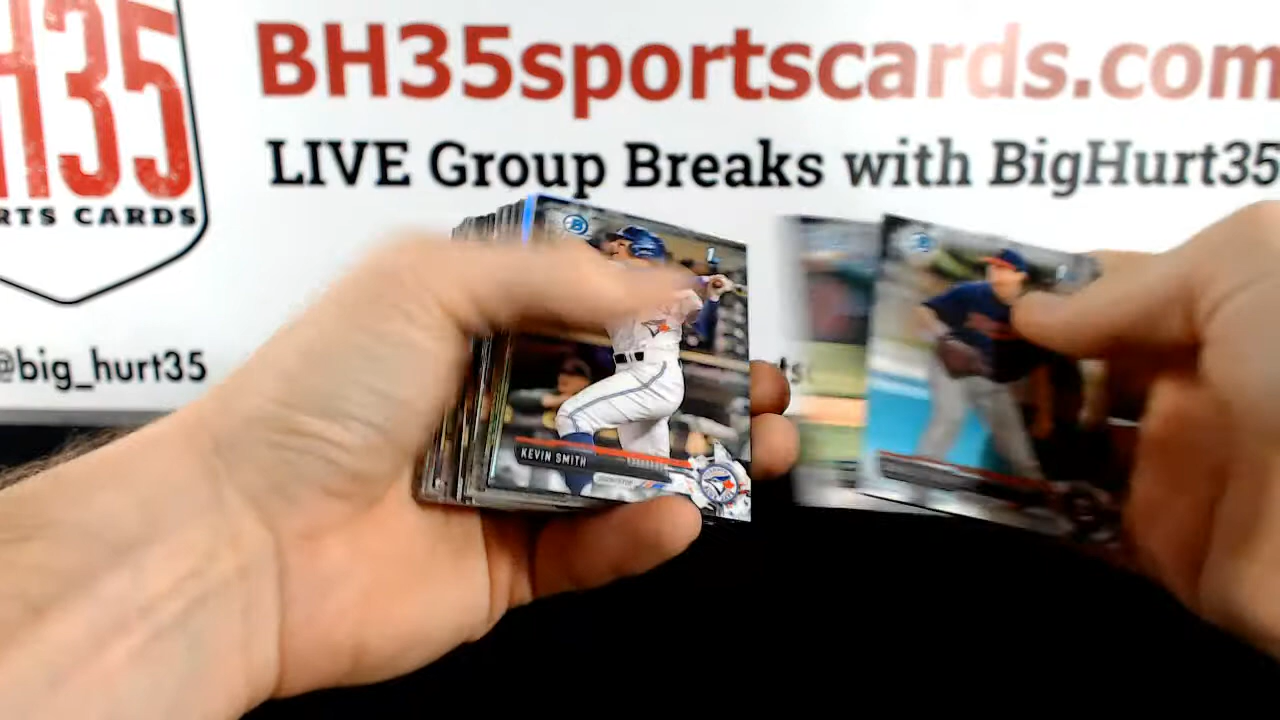 BH35sportscards.com
LIVE Group Breaks with BigHurt35
H35
RTS CARDS
@big_hurt35
B
KEVIN SMITH